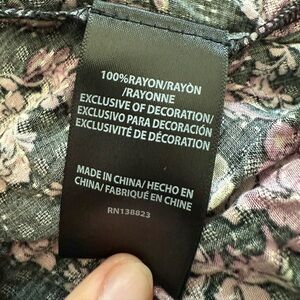 100%RAYON/RAYÒN
/RAYONNE
EXCLUSIVE OF DECORATION/
EXCLUSIVO PARA DECORACIÓN
EXCLUSIVITÉ DE DÉCORATION
MADE IN CHINA/ HECHO EN
CHINA/ FABRIQUÉ EN CHINE
RN138823